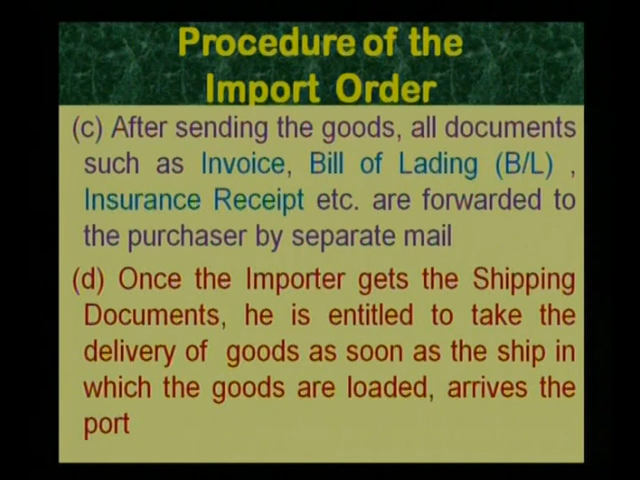 Procedure of the
Import Order
(c) After sending the goods, all documents
such as Invoice, Bill of Lading (B/L) ,
Insurance Receipt etc. are forwarded to
the purchaser by separate mail
(d) Once the Importer gets the Shipping
Documents, he is entitled to take the
delivery of goods as soon as the ship in
which the goods are loaded, arrives the
port